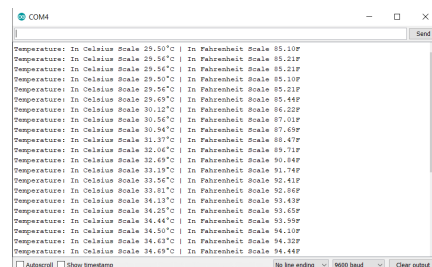 COM4
Send
Temperature: In Celsius Scale 29.50°C | In Fahrenheit Scale 85.10F
Temperature: In Celsius Scale 29.56°C | In Fahrenheit Scale 85.21F
Temperature: In Celsius Scale 29.56°C | In Fahrenheit Scale 85.21F
Temperature: In Celsius Scale 29.50°C | In Fahrenheit Scale 85.10F
Temperature: In Celsius Scale 29.56°C | In Fahrenheit Scale 85.21F
Temperature: In Celsius Scale 29.69°C | In Fahrenheit Scale 85.44F
Temperature: In Celsius Scale 30.12°C | In Fahrenheit Scale 86.22F
Temperature: In Celsius Scale 30.56°C | In Fahrenheit Scale 87.01F
Temperature: In Celsius Scale 30.94°C | In Fahrenheit Scale 87.69F
Temperature: In Celsius Scale 31.37°C | In Fahrenheit Scale 88.47F
Temperature: In Celsius Scale 32.06°C | In Fahrenheit Scale 89.71F
Temperature: In Celsius Scale 32.69°C | In Fahrenheit Scale 90.84F
Temperature: In Celsius Scale 33.19°C | In Fahrenheit Scale 91.74F
Temperature: In Celsius Scale 33.56°C | In Fahrenheit Scale 92.41F
Temperature: In Celsius Scale 33.81°C | In Fahrenheit Scale 92.86F
Temperature: In Celsius Scale 34.13°C | In Fahrenheit Scale 93.43F
Temperature: In Celsius Scale 34.25°C | In Fahrenheit Scale 93.65F
Temperature: In Celsius Scale 34.44°C | In Fahrenheit Scale 93.99F
Temperature: In Celsius Scale 34.50°C | In Fahrenheit Scale 94.10F
Temperature: In Celsius Scale 34.63°C | In Fahrenheit Scale 94.32F
Temperature: In Celsius Scale 34.69°C | In Fahrenheit Scale 94.44F
Autoscroll Show timestamp No line ending 9600 baud Clear output